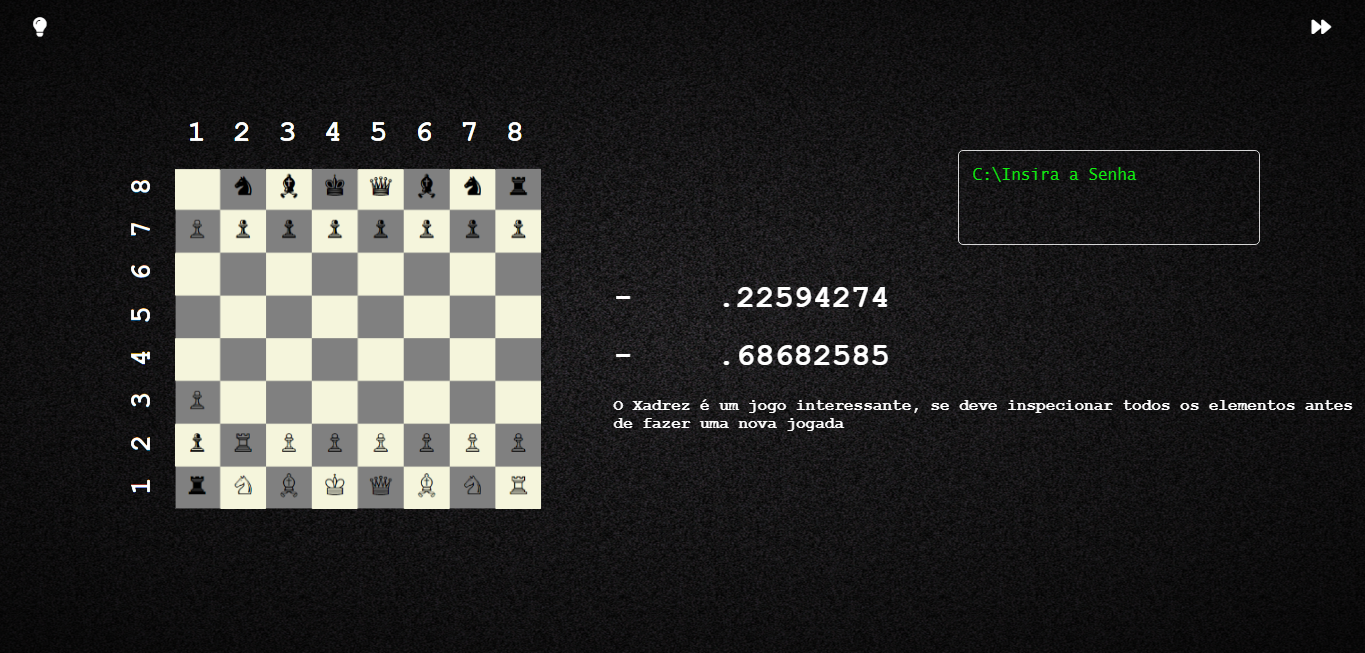 1 2 3 4 5 6 7 8
8
7
6
5
4
3
2
1
C:\Insira a Senha
- .22594274
- .68682585
O Xadrez é um jogo interessante, se deve inspecionar todos os elementos antes
de fazer uma nova jogada